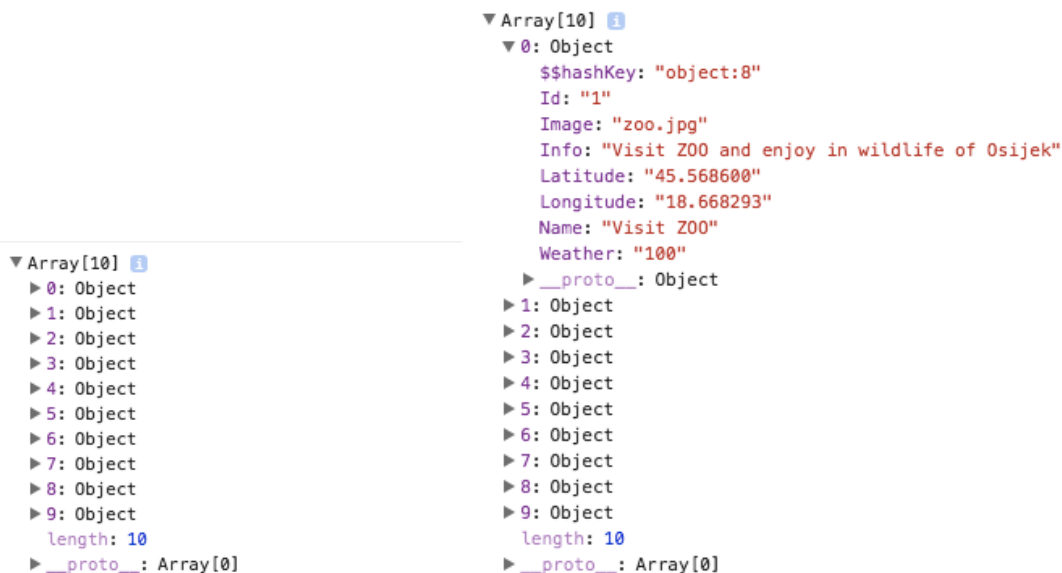 Array[10] i
0: Object
1: Object
2: Object
3: Object
4: Object
5: Object
6: Object
7: Object
8: Object
9: Object
length: 10
__proto__: Array[0]
Array[10] i
0: Object
$$hashKey: "object:8"
Id: "1"
Image: "zoo.jpg"
Info: "Visit ZOO and enjoy in wildlife of Osijek"
Latitude: "45.568600"
Longitude: "18.668293"
Name: "Visit ZOO"
Weather: "100"
__proto__: Object
1: Object
2: Object
3: Object
4: Object
5: Object
6: Object
7: Object
8: Object
9: Object
length: 10
__proto__: Array[0]